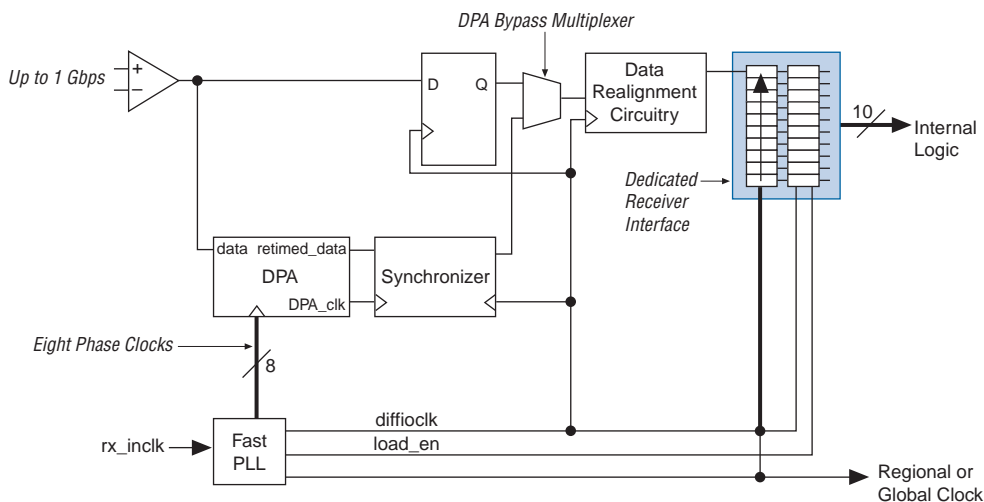 DPA Bypass Multiplexer
Up to 1 Gbps
+
–
D
Q
Data
Realignment
Circuitry
10
Internal
Logic
Dedicated
Receiver
Interface
data
retimed_data
DPA
DPA_clk
Synchronizer
Eight Phase Clocks
8
rx_inclk
Fast
PLL
diffioclk
load_en
Regional or
Global Clock